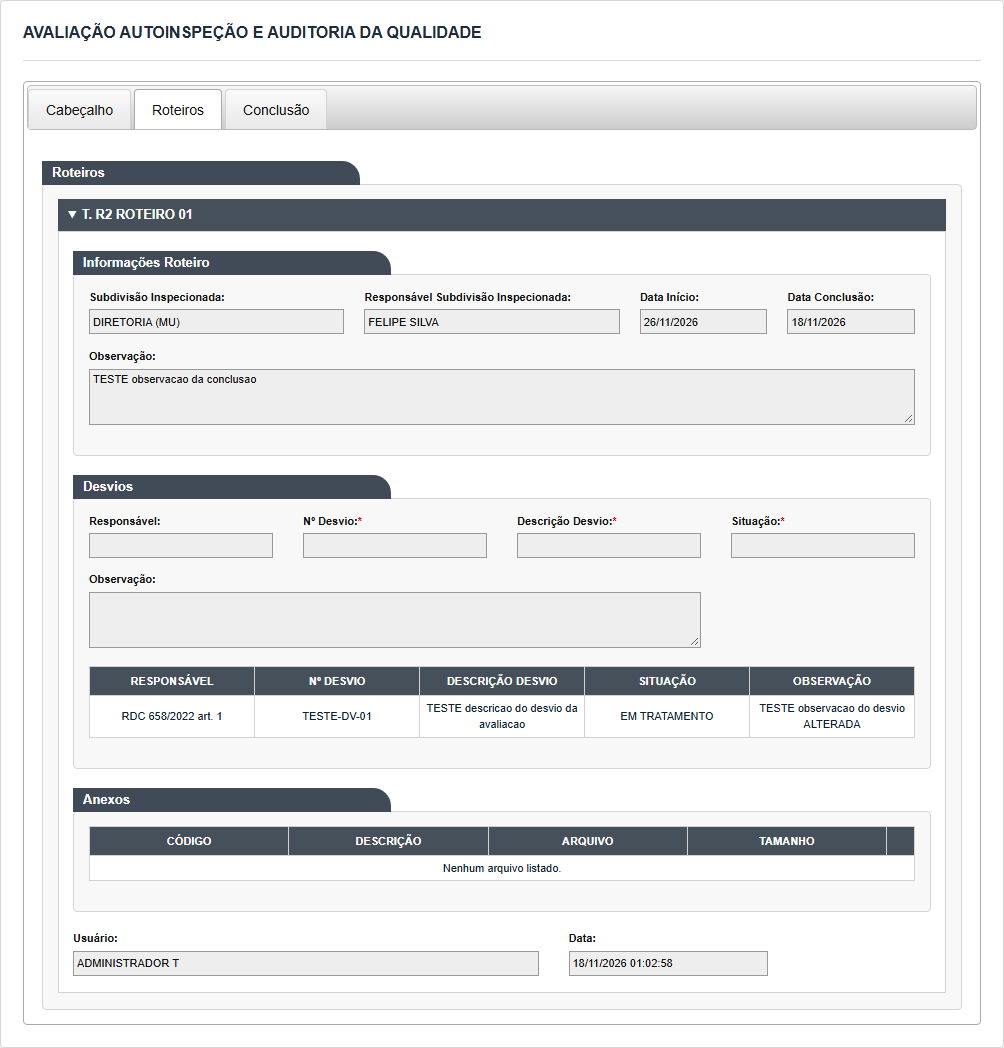 AVALIAÇÃO AUTOINSPEÇÃO E AUDITORIA DA QUALIDADE
Cabeçalho Roteiros Conclusão
Roteiros
▼ T. R2 ROTEIRO 01
Informações Roteiro
Subdivisão Inspecionada: Responsável Subdivisão Inspecionada: Data Início: Data Conclusão:
DIRETORIA (MU) FELIPE SILVA 26/11/2026 18/11/2026
Observação:
TESTE observacao da conclusao
Desvios
Responsável: Nº Desvio:* Descrição Desvio:* Situação:*
Observação:
RESPONSÁVEL Nº DESVIO DESCRIÇÃO DESVIO SITUAÇÃO OBSERVAÇÃO
RDC 658/2022 art. 1 TESTE-DV-01 TESTE descricao do desvio da avaliacao EM TRATAMENTO TESTE observacao do desvio ALTERADA
Anexos
CÓDIGO DESCRIÇÃO ARQUIVO TAMANHO
Nenhum arquivo listado.
Usuário: Data:
ADMINISTRADOR T 18/11/2026 01:02:58